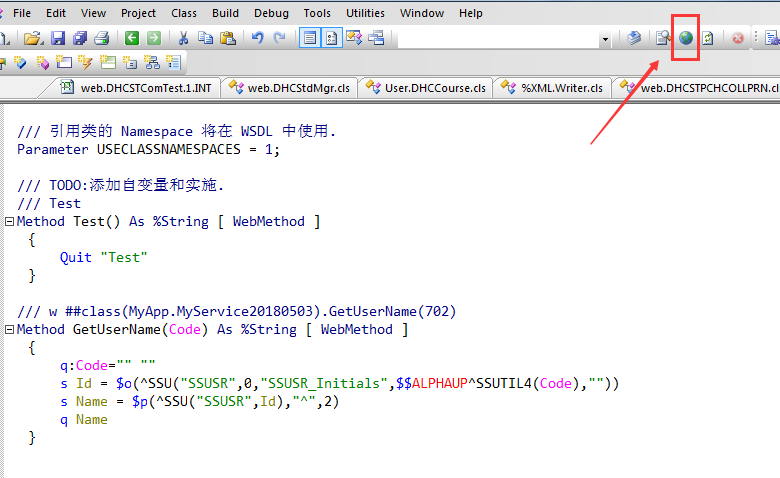 File Edit View Project Class Build Debug Tools Utilities Window Help
web.DHCSTComTest.1.INT web.DHCStdMgr.cls User.DHCCourse.cls %XML.Writer.cls web.DHCSTPCHCOLLPRN.cl
/// 引用类的 Namespace 将在 WSDL 中使用.
Parameter USECLASSNAMESPACES = 1;
/// TODO:添加自变量和实施.
/// Test
Method Test() As %String [ WebMethod ]
{
Quit "Test"
}
/// w ##class(MyApp.MyService20180503).GetUserName(702)
Method GetUserName(Code) As %String [ WebMethod ]
{
q:Code="" ""
s Id = $o(^SSU("SSUSR",0,"SSUSR_Initials",$$ALPHAUP^SSUTIL4(Code),""))
s Name = $p(^SSU("SSUSR",Id),"^",2)
q Name
}